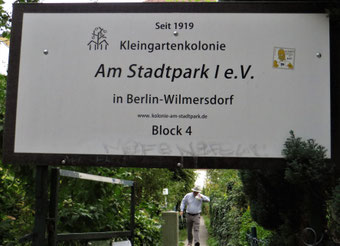 Seit 1919
Kleingartenkolonie
Am Stadtpark I e.V.
in Berlin-Wilmersdorf
www.kolonie-am-stadtpark.de
Block 4